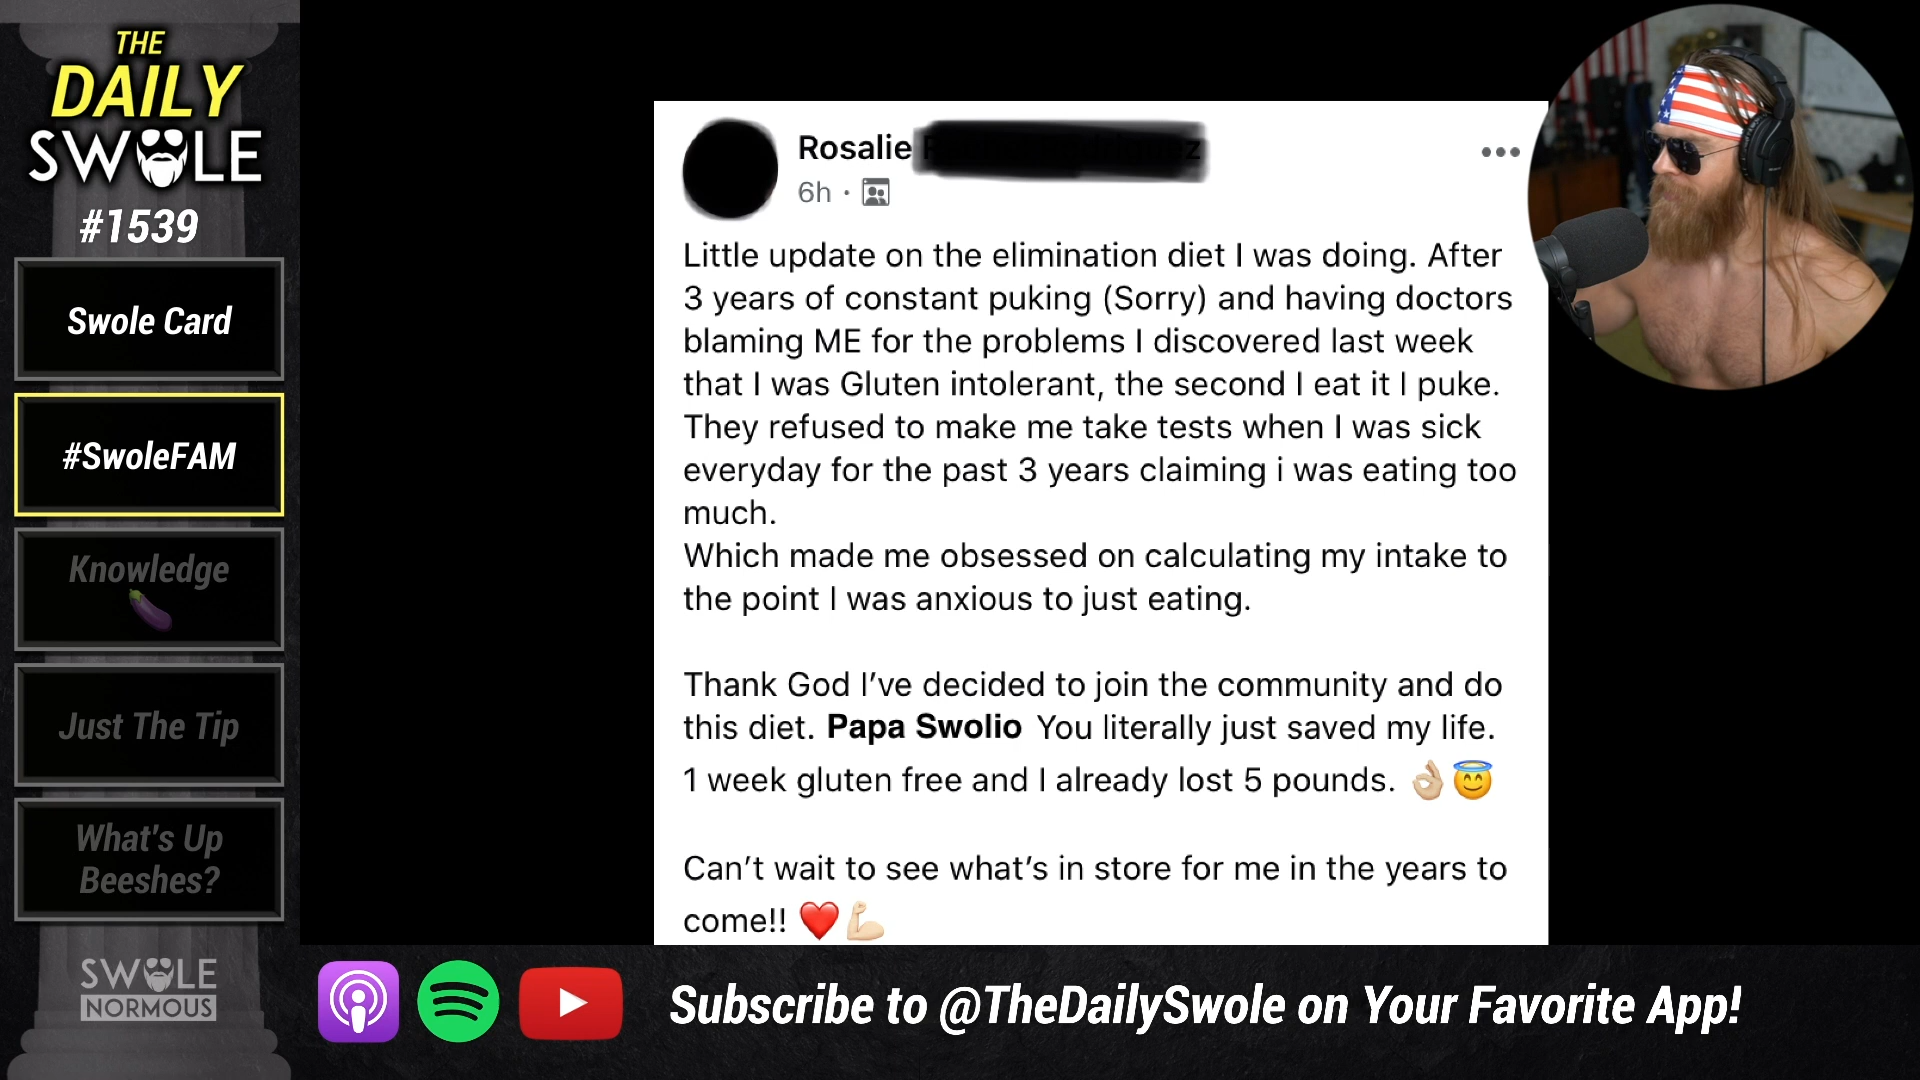 THE
DAILY
SWOLE
#1539
Swole Card
#SwoleFAM
Knowledge
Just The Tip
What's Up
Beeshes?
SWOLE
NORMOUS
Rosalie
6h ·
Little update on the elimination diet I was doing. After
3 years of constant puking (Sorry) and having doctors
blaming ME for the problems I discovered last week
that I was Gluten intolerant, the second I eat it I puke.
They refused to make me take tests when I was sick
everyday for the past 3 years claiming i was eating too
much.
Which made me obsessed on calculating my intake to
the point I was anxious to just eating.
Thank God I’ve decided to join the community and do
this diet. Papa Swolio You literally just saved my life.
1 week gluten free and I already lost 5 pounds. 👌🏼😇
Can’t wait to see what’s in store for me in the years to
come!! ❤️💪🏻
Subscribe to @TheDailySwole on Your Favorite App!